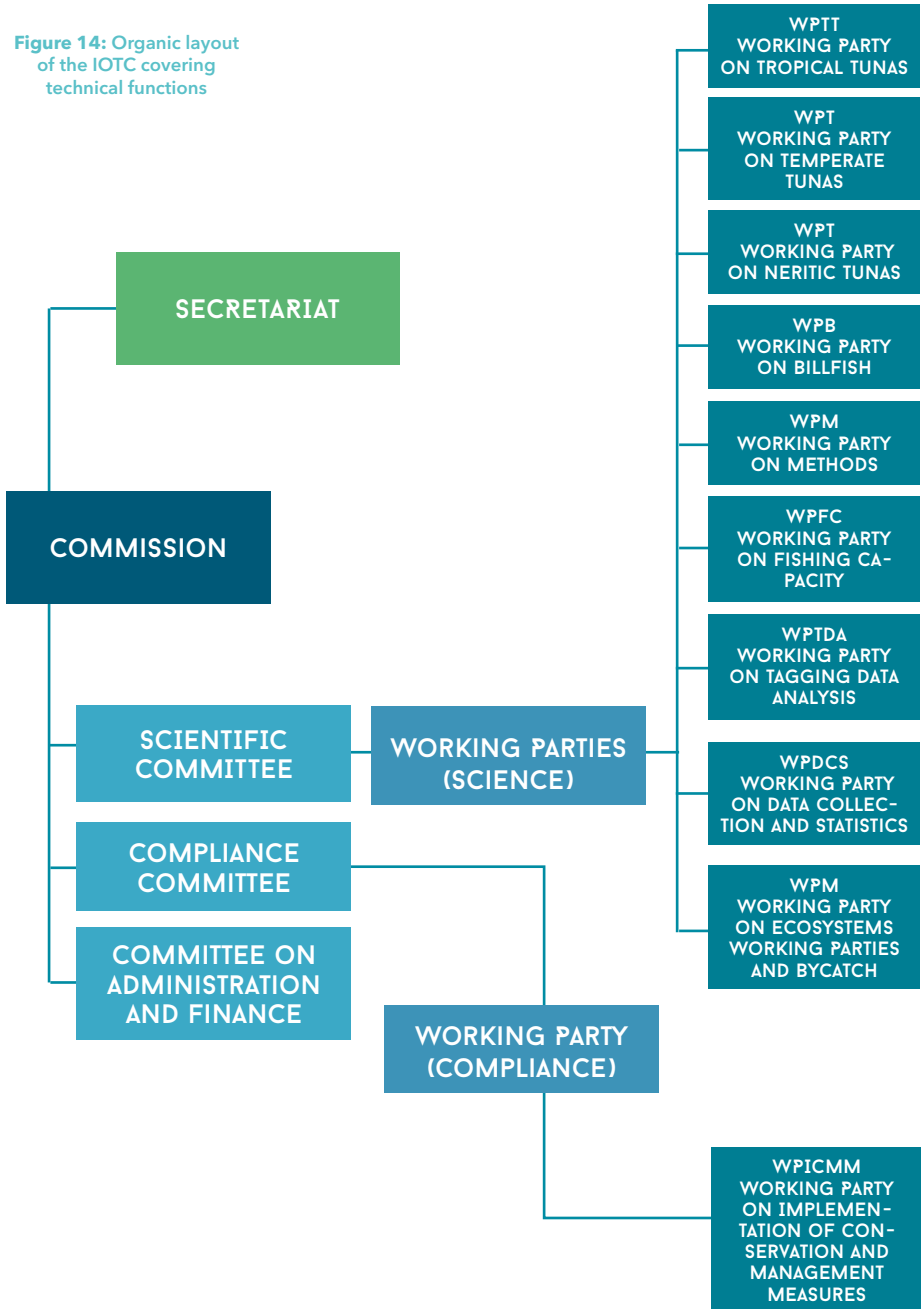 Figure 14: Organic layout
of the IOTC covering
technical functions
SECRETARIAT
COMMISSION
SCIENTIFIC
COMMITTEE
COMPLIANCE
COMMITTEE
COMMITTEE ON
ADMINISTRATION
AND FINANCE
WORKING PARTIES
(SCIENCE)
WORKING PARTY
(COMPLIANCE)
WPTT
WORKING PARTY
ON TROPICAL TUNAS
WPT
WORKING PARTY
ON TEMPERATE
TUNAS
WPT
WORKING PARTY
ON NERITIC TUNAS
WPB
WORKING PARTY
ON BILLFISH
WPM
WORKING PARTY
ON METHODS
WPFC
WORKING PARTY
ON FISHING CA-
PACITY
WPTDA
WORKING PARTY
ON TAGGING DATA
ANALYSIS
WPDCS
WORKING PARTY
ON DATA COLLEC-
TION AND STATISTICS
WPM
WORKING PARTY
ON ECOSYSTEMS
WORKING PARTIES
AND BYCATCH
WPICMM
WORKING PARTY
ON IMPLEMEN-
TATION OF CON-
SERVATION AND
MANAGEMENT
MEASURES